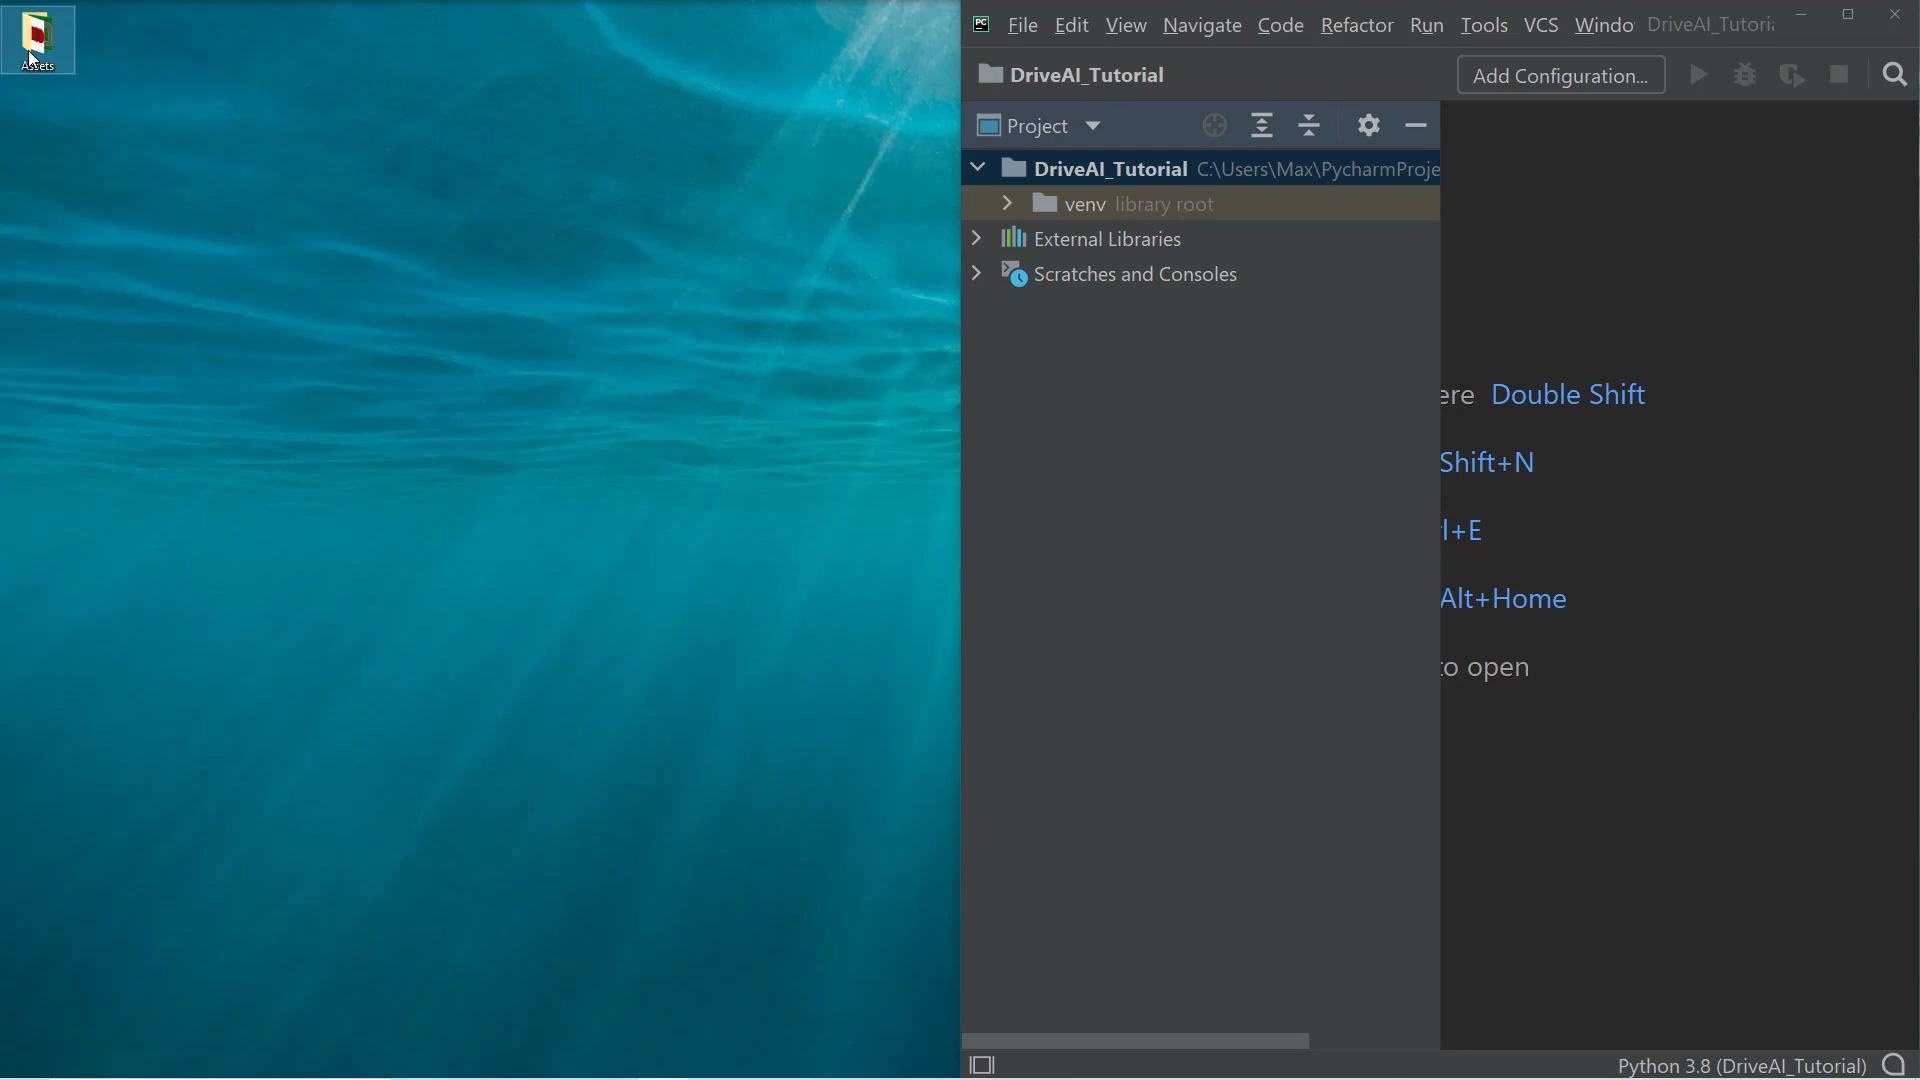 Assets
PC File Edit View Navigate Code Refactor Run Tools VCS Windo DriveAI_Tutori
DriveAI_Tutorial Add Configuration...
Project
DriveAI_Tutorial C:\Users\Max\PycharmProje
venv library root
External Libraries
Scratches and Consoles
ere Double Shift
Shift+N
l+E
Alt+Home
to open
Python 3.8 (DriveAI_Tutorial)